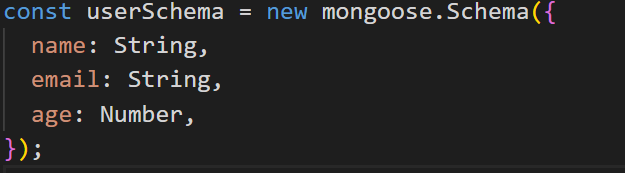 const userSchema = new mongoose.Schema({
  name: String,
  email: String,
  age: Number,
});